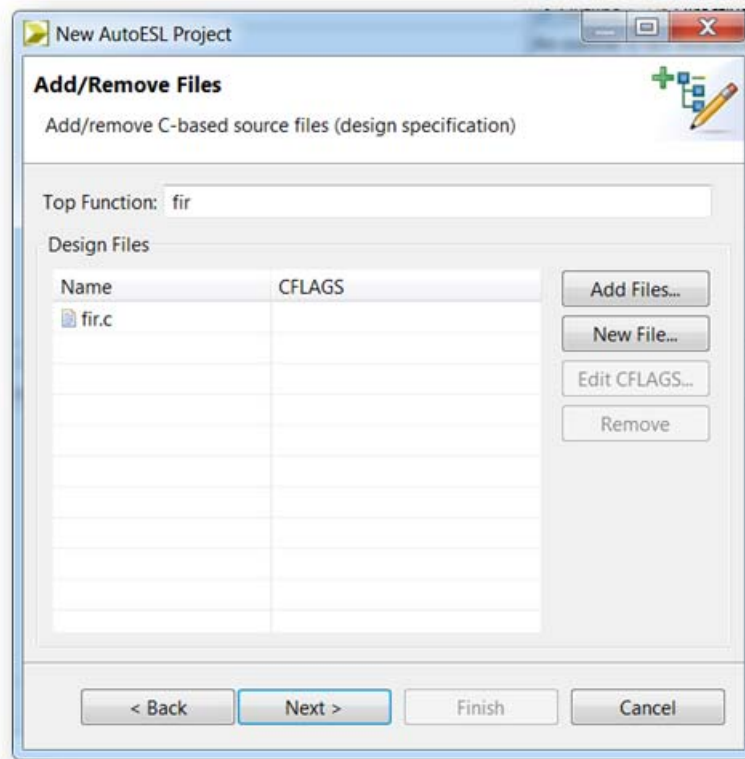 New AutoESL Project
Add/Remove Files
Add/remove C-based source files (design specification)
Top Function: fir
Design Files
Name CFLAGS
fir.c
Add Files...
New File...
Edit CFLAGS...
Remove
< Back Next > Finish Cancel